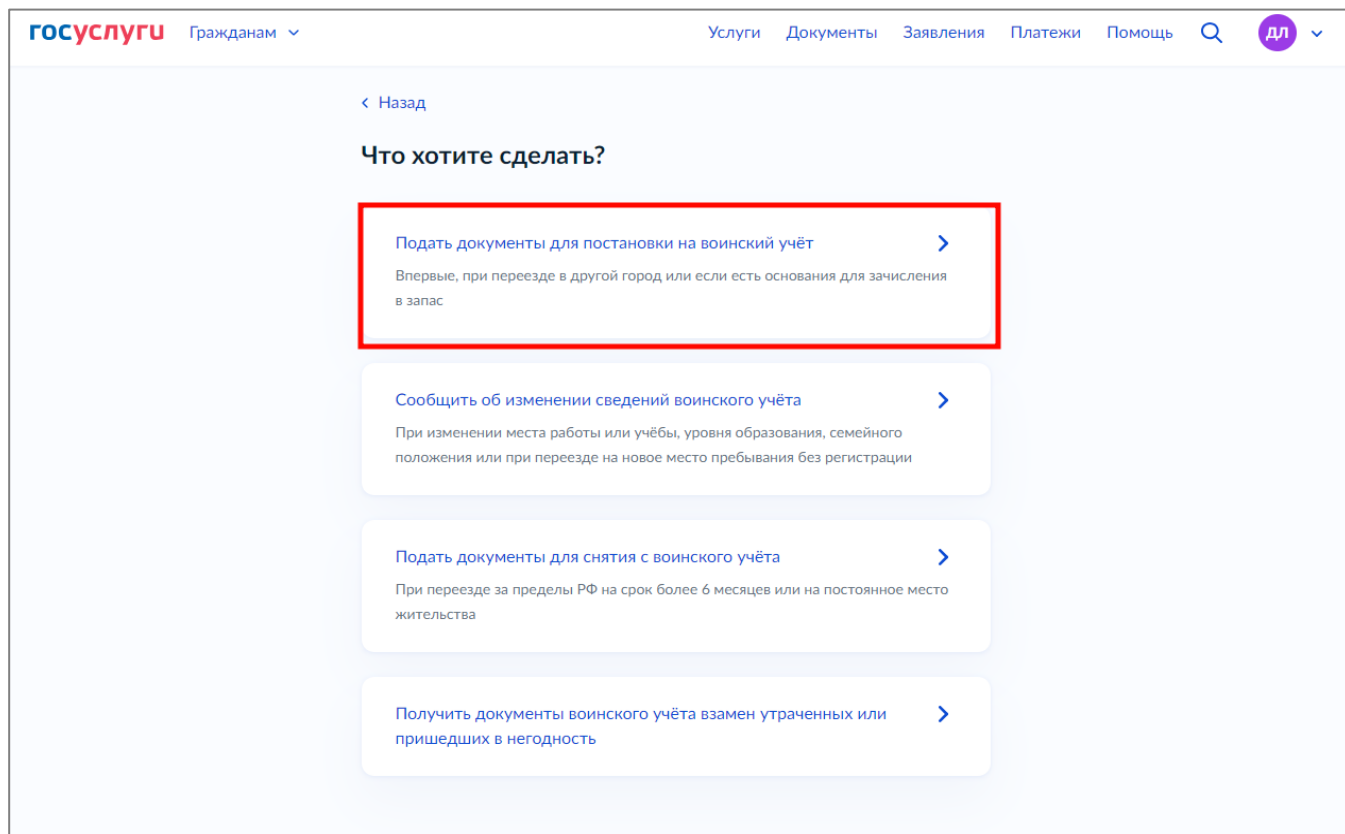 госуслуги Гражданам Услуги Документы Заявления Платежи Помощь ДЛ
Назад
Что хотите сделать?
Подать документы для постановки на воинский учёт
Впервые, при переезде в другой город или если есть основания для зачисления
в запас
Сообщить об изменении сведений воинского учёта
При изменении места работы или учёбы, уровня образования, семейного
положения или при переезде на новое место пребывания без регистрации
Подать документы для снятия с воинского учёта
При переезде за пределы РФ на срок более 6 месяцев или на постоянное место
жительства
Получить документы воинского учёта взамен утраченных или
пришедших в негодность